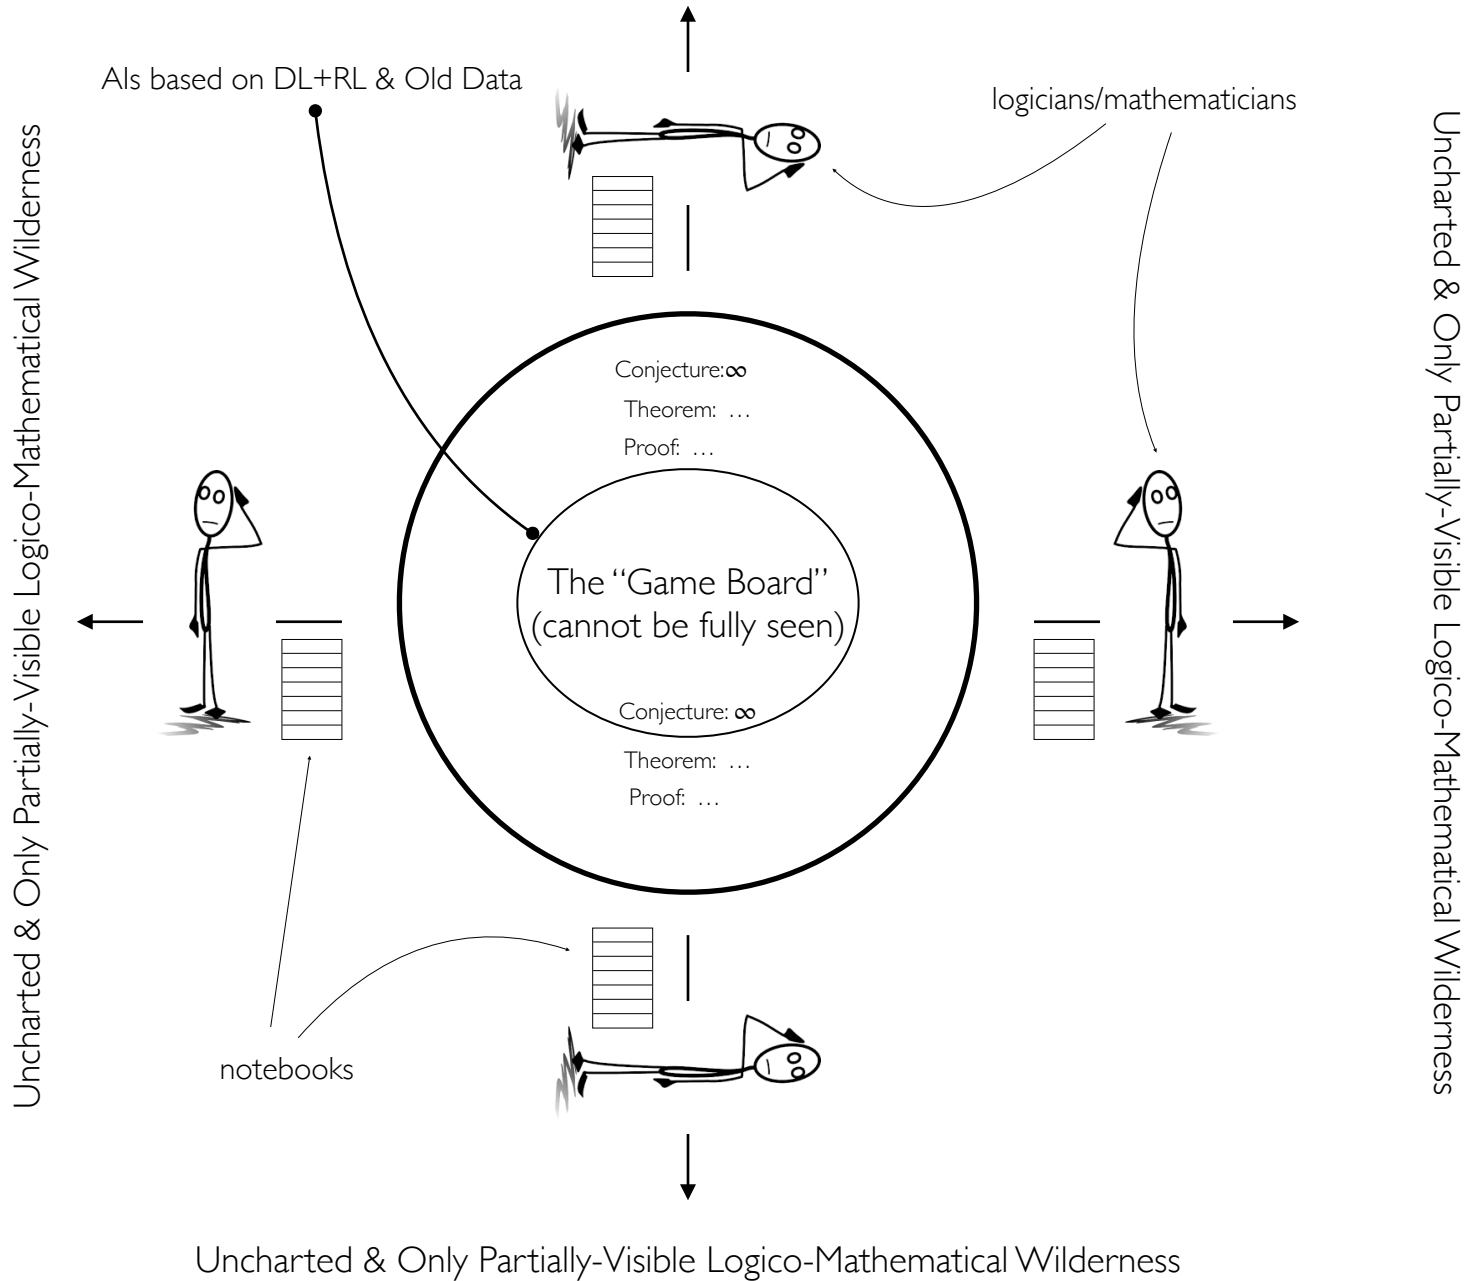 AIs based on DL+RL & Old Data
logicians/mathematicians
Uncharted & Only Partially-Visible Logico-Mathematical Wilderness
Uncharted & Only Partially-Visible Logico-Mathematical Wilderness
Conjecture:∞
Theorem: …
Proof: …
The “Game Board”
(cannot be fully seen)
Conjecture: ∞
Theorem: …
Proof: …
notebooks
Uncharted & Only Partially-Visible Logico-Mathematical Wilderness